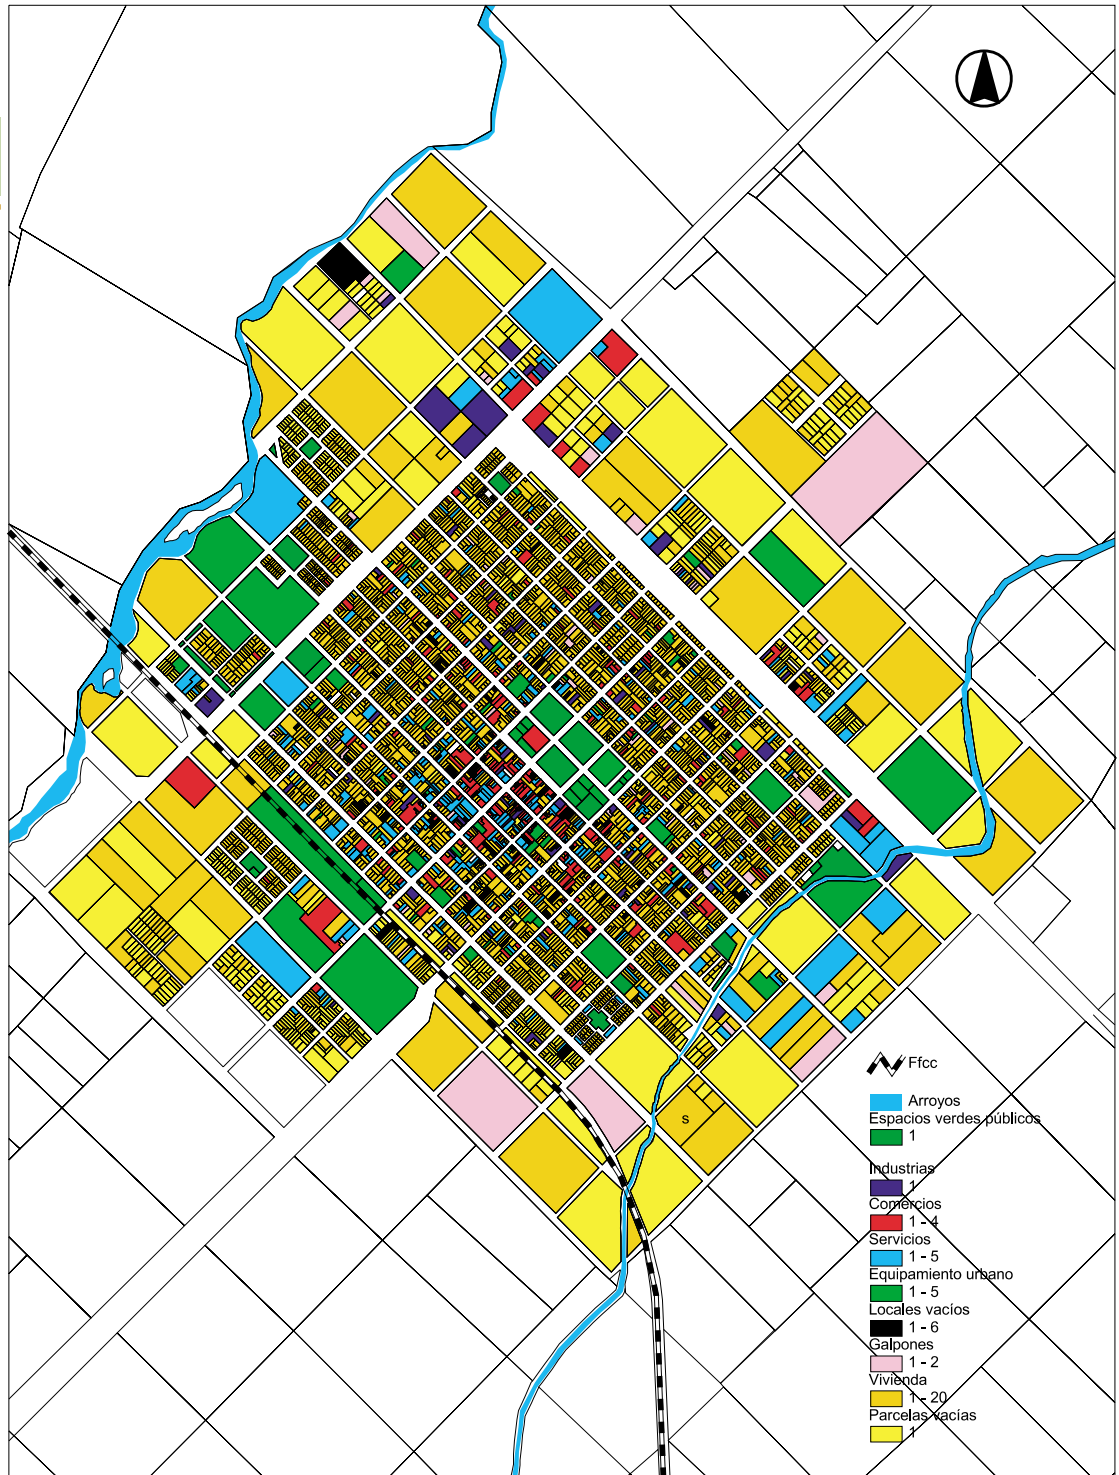 S
Ffcc
Arroyos
Espacios verdes públicos
1
Industrias
1
Comercios
1 - 4
Servicios
1 - 5
Equipamiento urbano
1 - 5
Locales vacíos
1 - 6
Galpones
1 - 2
Vivienda
1 - 20
Parcelas vacías
1